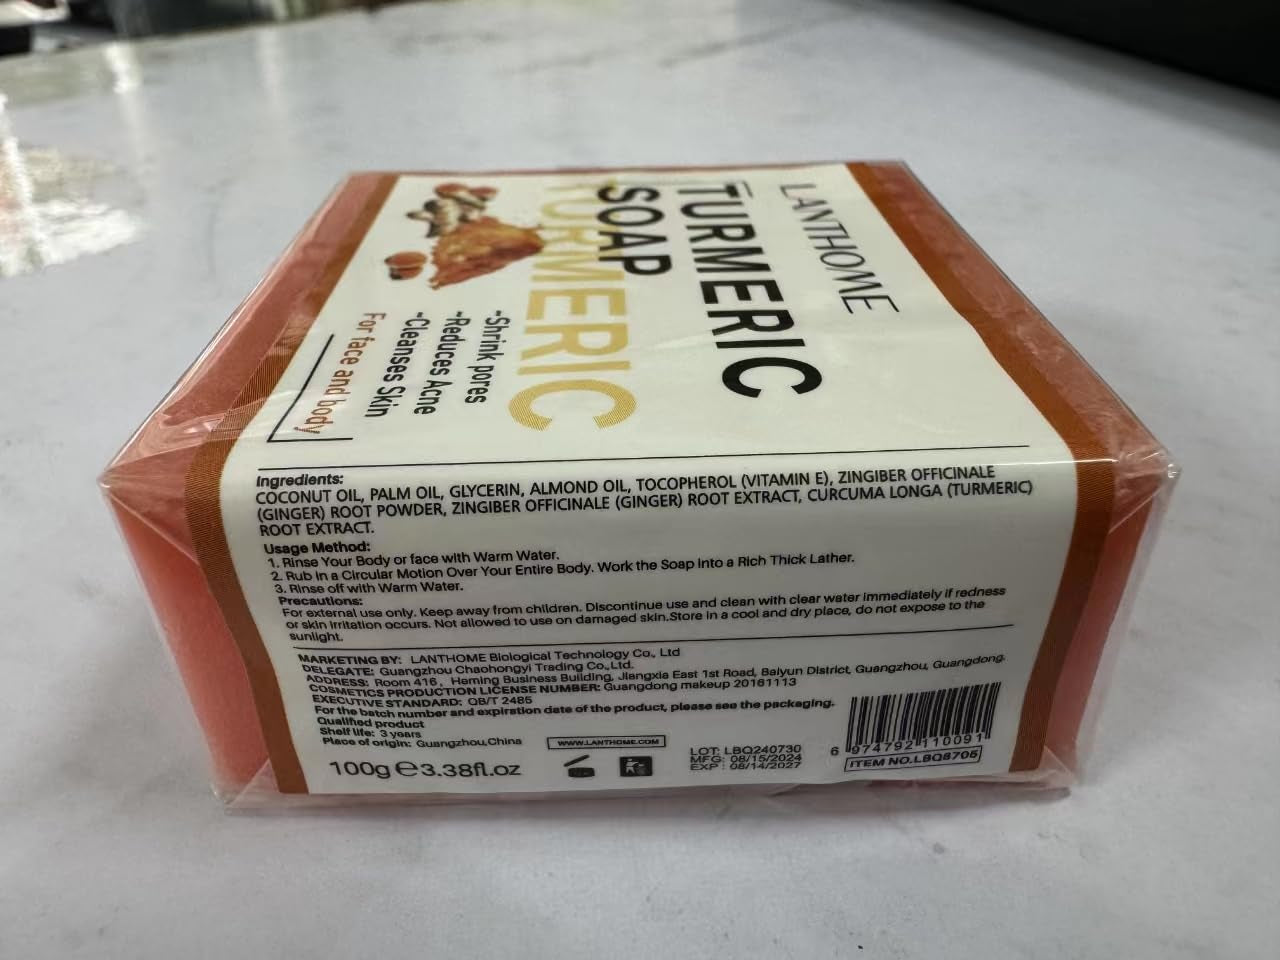 LANTHOME
TURMERIC
SOAP
TURMERIC
-Shrink pores
-Reduces Acne
-Cleanses Skin
For face and body
Ingredients:
COCONUT OIL, PALM OIL, GLYCERIN, ALMOND OIL, TOCOPHEROL (VITAMIN E), ZINGIBER OFFICINALE
(GINGER) ROOT POWDER, ZINGIBER OFFICINALE (GINGER) ROOT EXTRACT, CURCUMA LONGA (TURMERIC)
ROOT EXTRACT.
Usage Method:
1. Rinse Your Body or face with Warm Water.
2. Rub in a Circular Motion Over Your Entire Body. Work the Soap Into a Rich Thick Lather.
3. Rinse off with Warm Water.
Precautions:
For external use only. Keep away from children. Discontinue use and clean with clear water immediately if redness
or skin irritation occurs. Not allowed to use on damaged skin.Store in a cool and dry place, do not expose to the
sunlight.
MARKETING BY: LANTHOME Biological Technology Co., Ltd
DELEGATE: Guangzhou Chaohongyi Trading Co.,Ltd.
ADDRESS: Room 416 , Heming Business Building, Jiangxia East 1st Road, Baiyun District, Guangzhou, Guangdong.
COSMETICS PRODUCTION LICENSE NUMBER: Guangdong makeup 20161113
EXECUTIVE STANDARD: QB/T 2485
For the batch number and expiration date of the product, please see the packaging.
Qualified product
Shelf life: 3 years
Place of origin: Guangzhou,China
WWW.LANTHOME.COM
100g ℮3.38fl.oz
LOT: LBQ240730
MFG: 08/15/2024
EXP : 08/14/2027
6 974792 110091
ITEM NO.LBQ8705